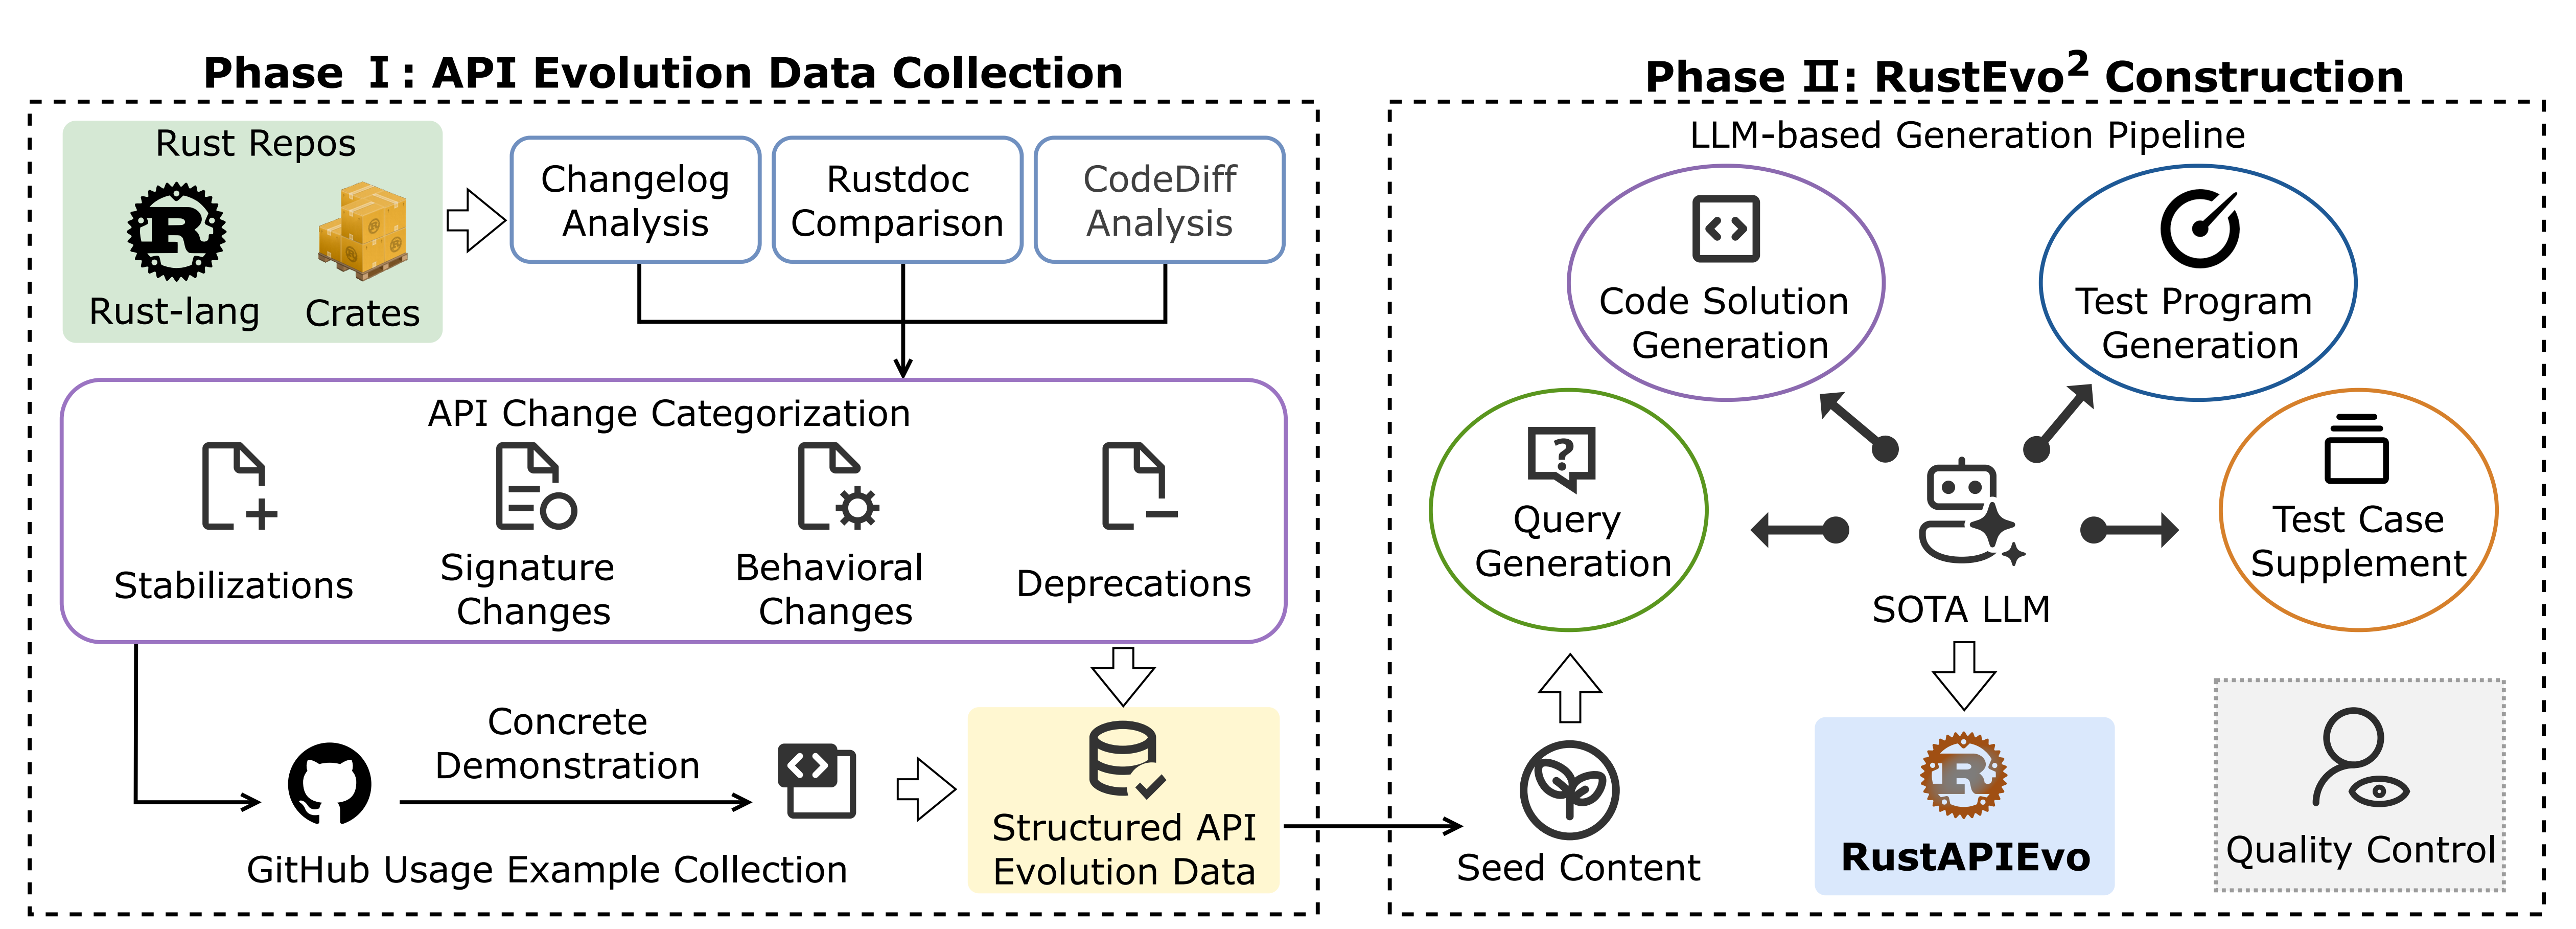 Phase Ⅰ: API Evolution Data Collection
Rust Repos
Rust-lang
Crates
Changelog
Analysis
Rustdoc
Comparison
CodeDiff
Analysis
API Change Categorization
Stabilizations
Signature
Changes
Behavioral
Changes
Deprecations
Concrete
Demonstration
GitHub Usage Example Collection
Structured API
Evolution Data
Phase Ⅱ: RustEvo² Construction
LLM-based Generation Pipeline
Code Solution
Generation
Test Program
Generation
Query
Generation
Test Case
Supplement
SOTA LLM
Seed Content
RustAPIEvo
Quality Control